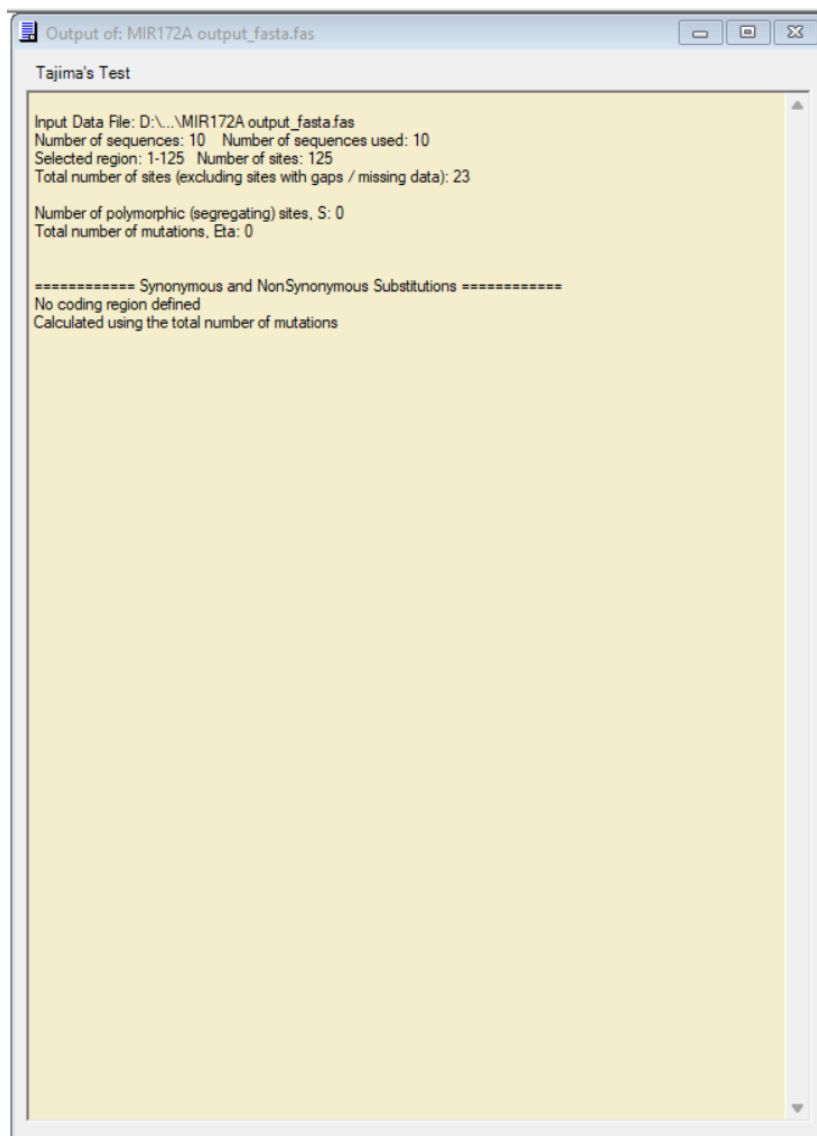 Output of: MIR172A output_fasta.fas
Tajima's Test
Input Data File: D:\...\MIR172A output_fasta.fas
Number of sequences: 10    Number of sequences used: 10
Selected region: 1-125   Number of sites: 125
Total number of sites (excluding sites with gaps / missing data): 23
Number of polymorphic (segregating) sites, S: 0
Total number of mutations, Eta: 0
============ Synonymous and NonSynonymous Substitutions ============
No coding region defined
Calculated using the total number of mutations